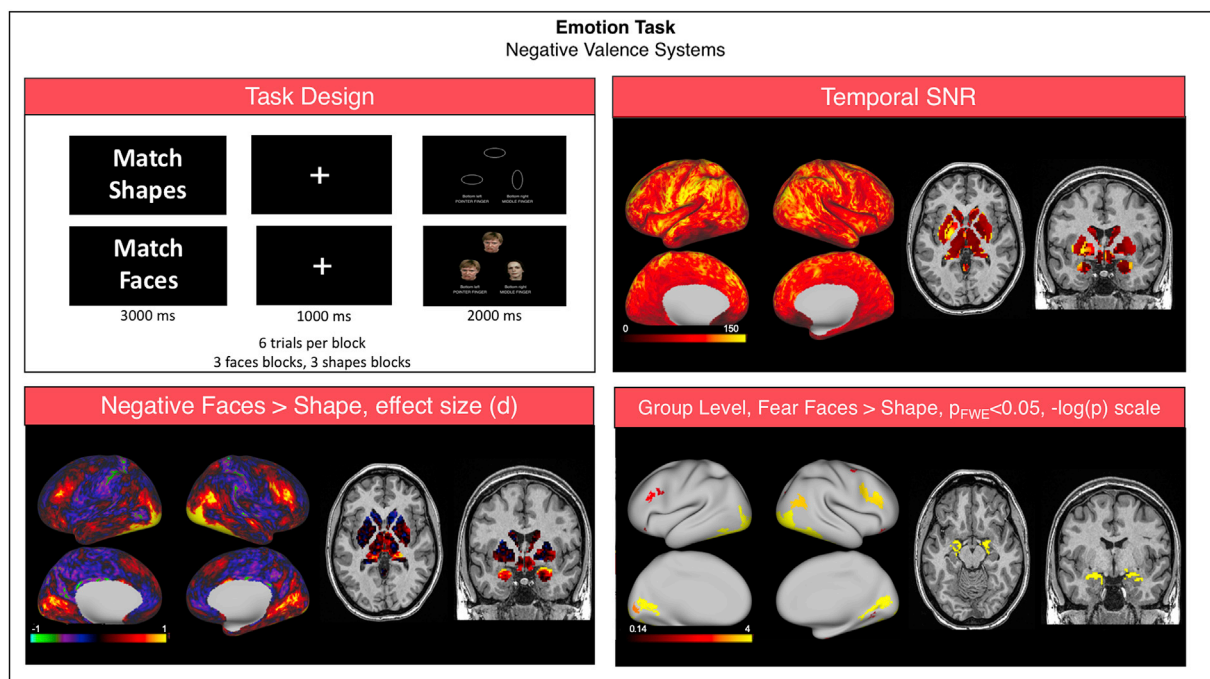 Emotion Task
Negative Valence Systems
Task Design
Match
Shapes
+
Bottom left
POINTER FINGER
Bottom right
MIDDLE FINGER
Match
Faces
+
Bottom left
POINTER FINGER
Bottom right
MIDDLE FINGER
3000 ms
1000 ms
2000 ms
6 trials per block
3 faces blocks, 3 shapes blocks
Temporal SNR
0
150
Negative Faces > Shape, effect size (d)
-1
1
Group Level, Fear Faces > Shape, pFWE<0.05, -log(p) scale
0.14
4